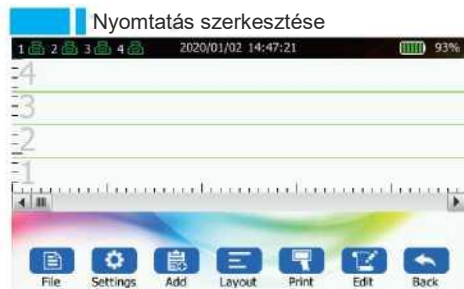 Nyomtatás szerkesztése
1 2 3 4 2020/01/02 14:47:21 93%
4
3
2
1
File Settings Add Layout Print Edit Back